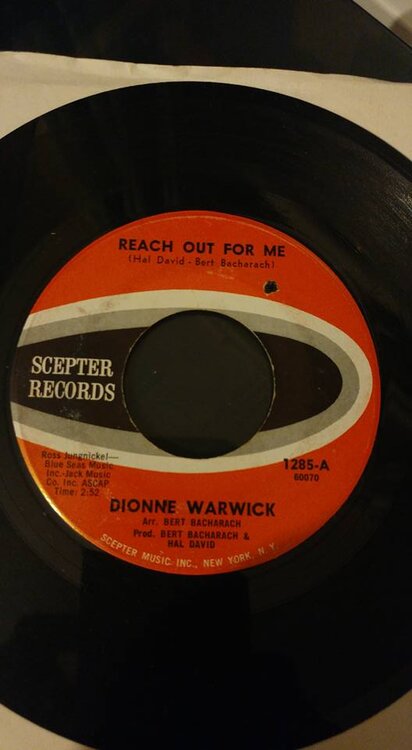 REACH OUT FOR ME
(Hal David - Bert Bacharach)
SCEPTER
RECORDS
Ross Jungnickel—
Blue Seas Music
Inc.-Jack Music
Co. Inc. ASCAP
Time: 2:52
1285-A
60070
DIONNE WARWICK
Arr. BERT BACHARACH
Prod. BERT BACHARACH &
HAL DAVID
SCEPTER MUSIC INC., NEW YORK, N.Y.